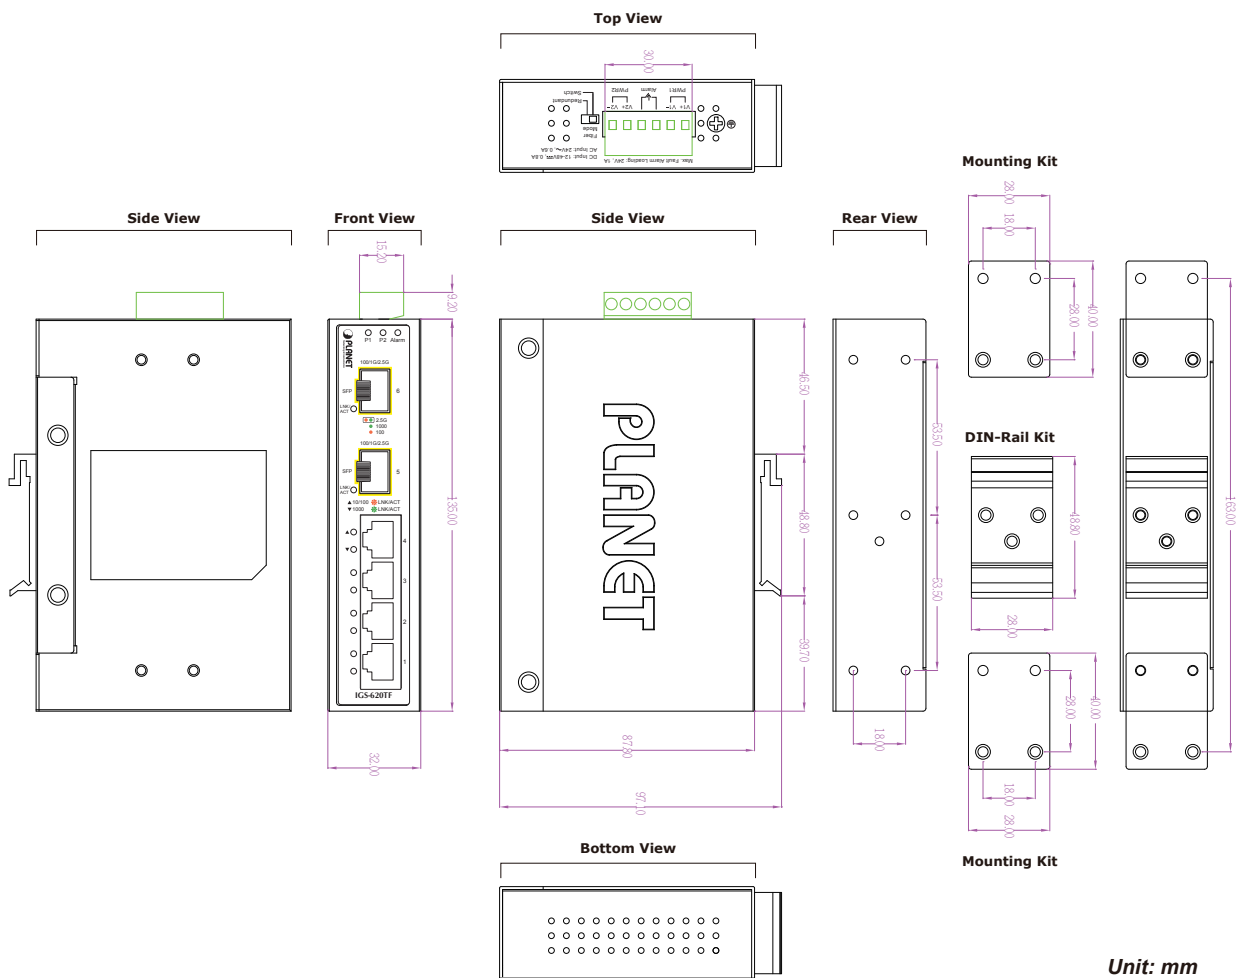 Top View
30.00
Switch
Redundant
PWR2
Alarm
PWR1
V2- V2+ V1- V1+
Fiber
Mode
DC Input: 12-48V⎓, 0.8A
AC Input: 24V~, 0.6A
Max. Fault Alarm Loading: 24V, 1A
Side View
Front View
Side View
Rear View
Mounting Kit
15.20
9.20
28.00
18.00
28.00
40.00
P1 P2 Alarm
PLANET
100/1G/2.5G
SFP
6
LNK/
ACT
2.5G
1000
100
100/1G/2.5G
SFP
5
LNK/
ACT
▲10/100 LNK/ACT
▼1000 LNK/ACT
▲
▼
4
3
2
1
IGS-620TF
135.00
32.00
PLANET
46.50
48.80
39.70
87.80
97.10
53.50
53.50
18.00
DIN-Rail Kit
48.80
28.00
163.00
28.00
40.00
18.00
28.00
Mounting Kit
Bottom View
Unit: mm